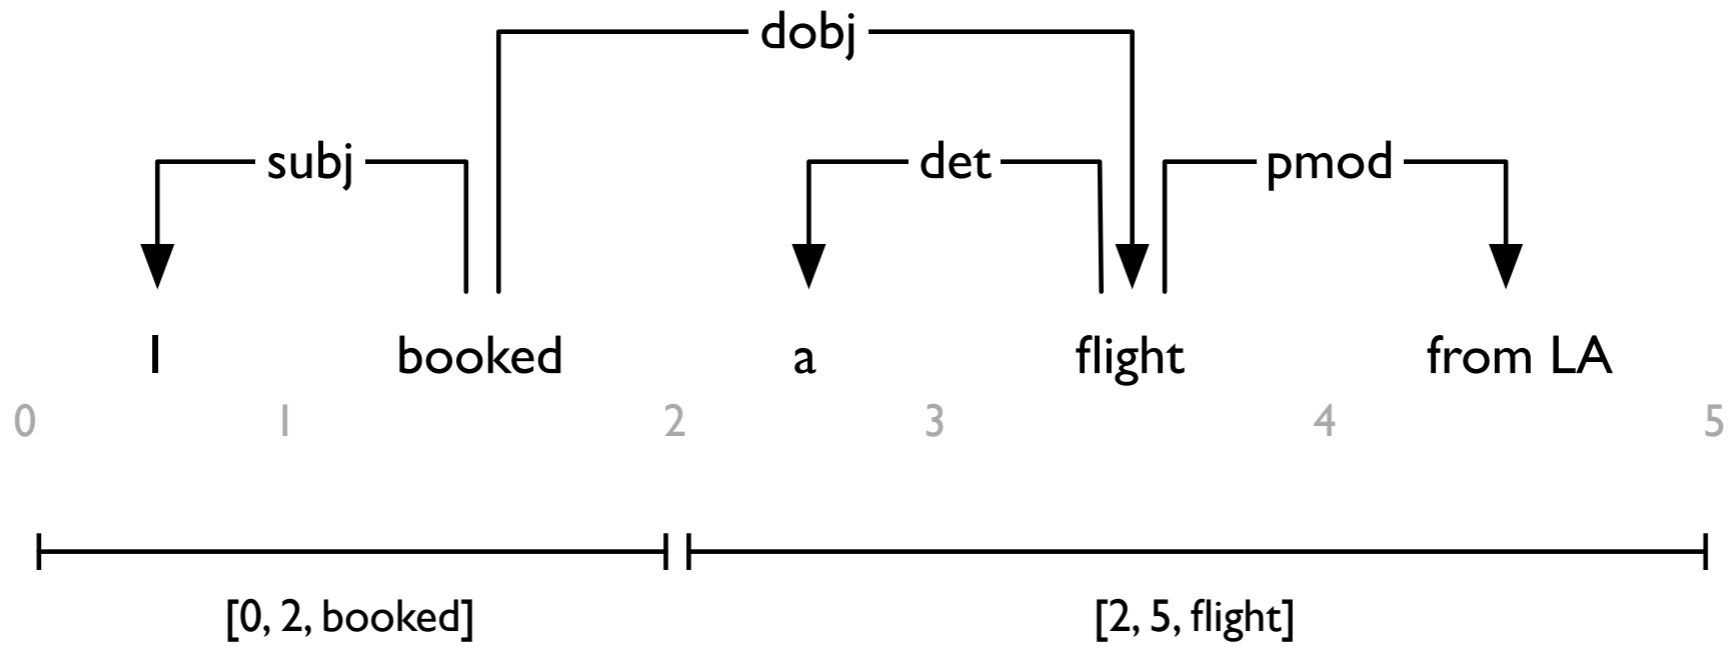 dobj
subj det pmod
I booked a flight from LA
0 1 2 3 4 5
[0, 2, booked] [2, 5, flight]